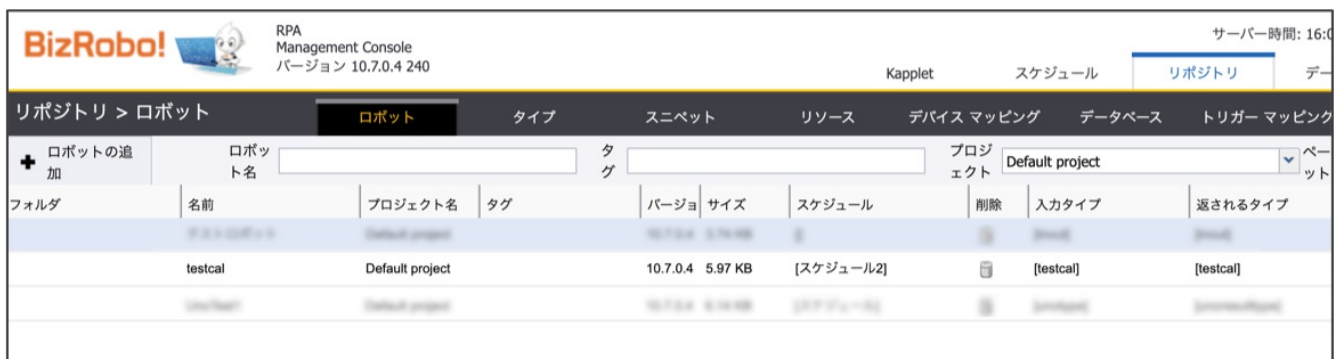 BizRobo!
RPA
Management Console
バージョン 10.7.0.4 240
サーバー時間: 16:0
Kapplet スケジュール リポジトリ デー
リポジトリ > ロボット ロボット タイプ スニペット リソース デバイス マッピング データベース トリガー マッピング
ロボットの追
加
ロボッ
ト名
タ
グ
プロジ
ェクト
Default project
ペー
ット
フォルダ 名前 プロジェクト名 タグ バージョ サイズ スケジュール 削除 入力タイプ 返されるタイプ
testcal Default project 10.7.0.4 5.97 KB [スケジュール2] [testcal] [testcal]